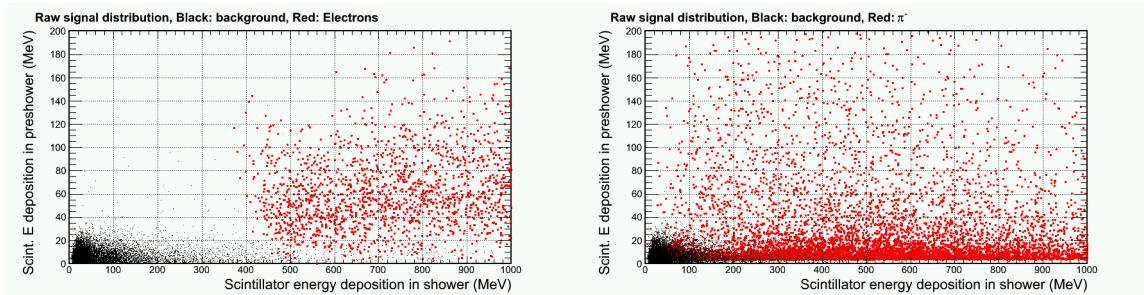 Raw signal distribution, Black: background, Red: Electrons
Scint. E deposition in preshower (MeV)
200
180
160
140
120
100
80
60
40
20
0
0 100 200 300 400 500 600 700 800 900 1000
Scintillator energy deposition in shower (MeV)
Raw signal distribution, Black: background, Red: π⁻
Scint. E deposition in preshower (MeV)
200
180
160
140
120
100
80
60
40
20
0
0 100 200 300 400 500 600 700 800 900 1000
Scintillator energy deposition in shower (MeV)